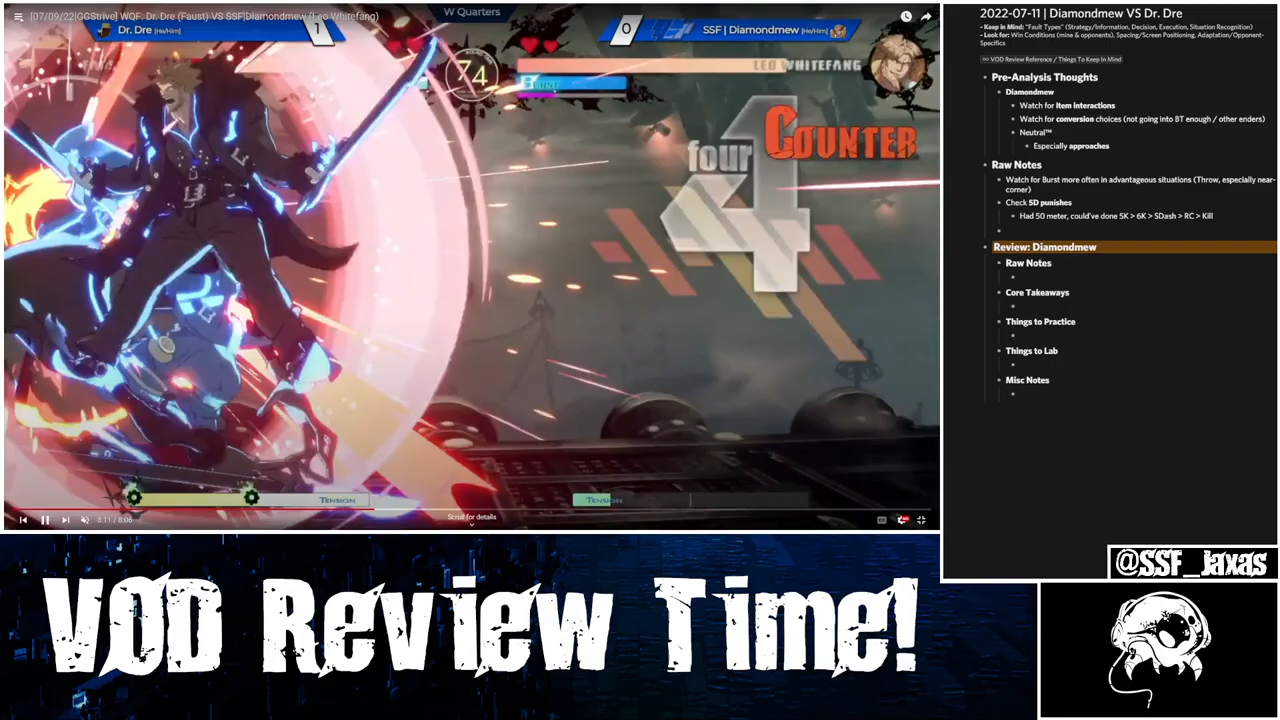 [07/09/22]GGStrive] WQF: Dr. Dre (Faust) VS SSF|Diamondmew (Leo Whitefang)
W Quarters
Dr. Dre [He/Him]
1
0
SSF | Diamondmew [He/Him]
74
LEO WHITEFANG
BURST
four
4
COUNTER
TENSION
TENSION
3:11 / 8:06
Scroll for details
2022-07-11 | Diamondmew VS Dr. Dre
- Keep in Mind: "Fault Types" (Strategy/Information, Decision, Execution, Situation Recognition)
- Look for: Win Conditions (mine & opponents), Spacing/Screen Positioning, Adaptation/Opponent-
Specifics
VOD Review Reference / Things To Keep In Mind
Pre-Analysis Thoughts
Diamondmew
Watch for item interactions
Watch for conversion choices (not going into BT enough / other enders)
Neutral™
Especially approaches
Raw Notes
Watch for Burst more often in advantageous situations (Throw, especially near-
corner)
Check 5D punishes
Had 50 meter, could've done 5K > 6K > SDash > RC > Kill
Review: Diamondmew
Raw Notes
Core Takeaways
Things to Practice
Things to Lab
Misc Notes
@SSF_Jaxas
VOD Review Time!